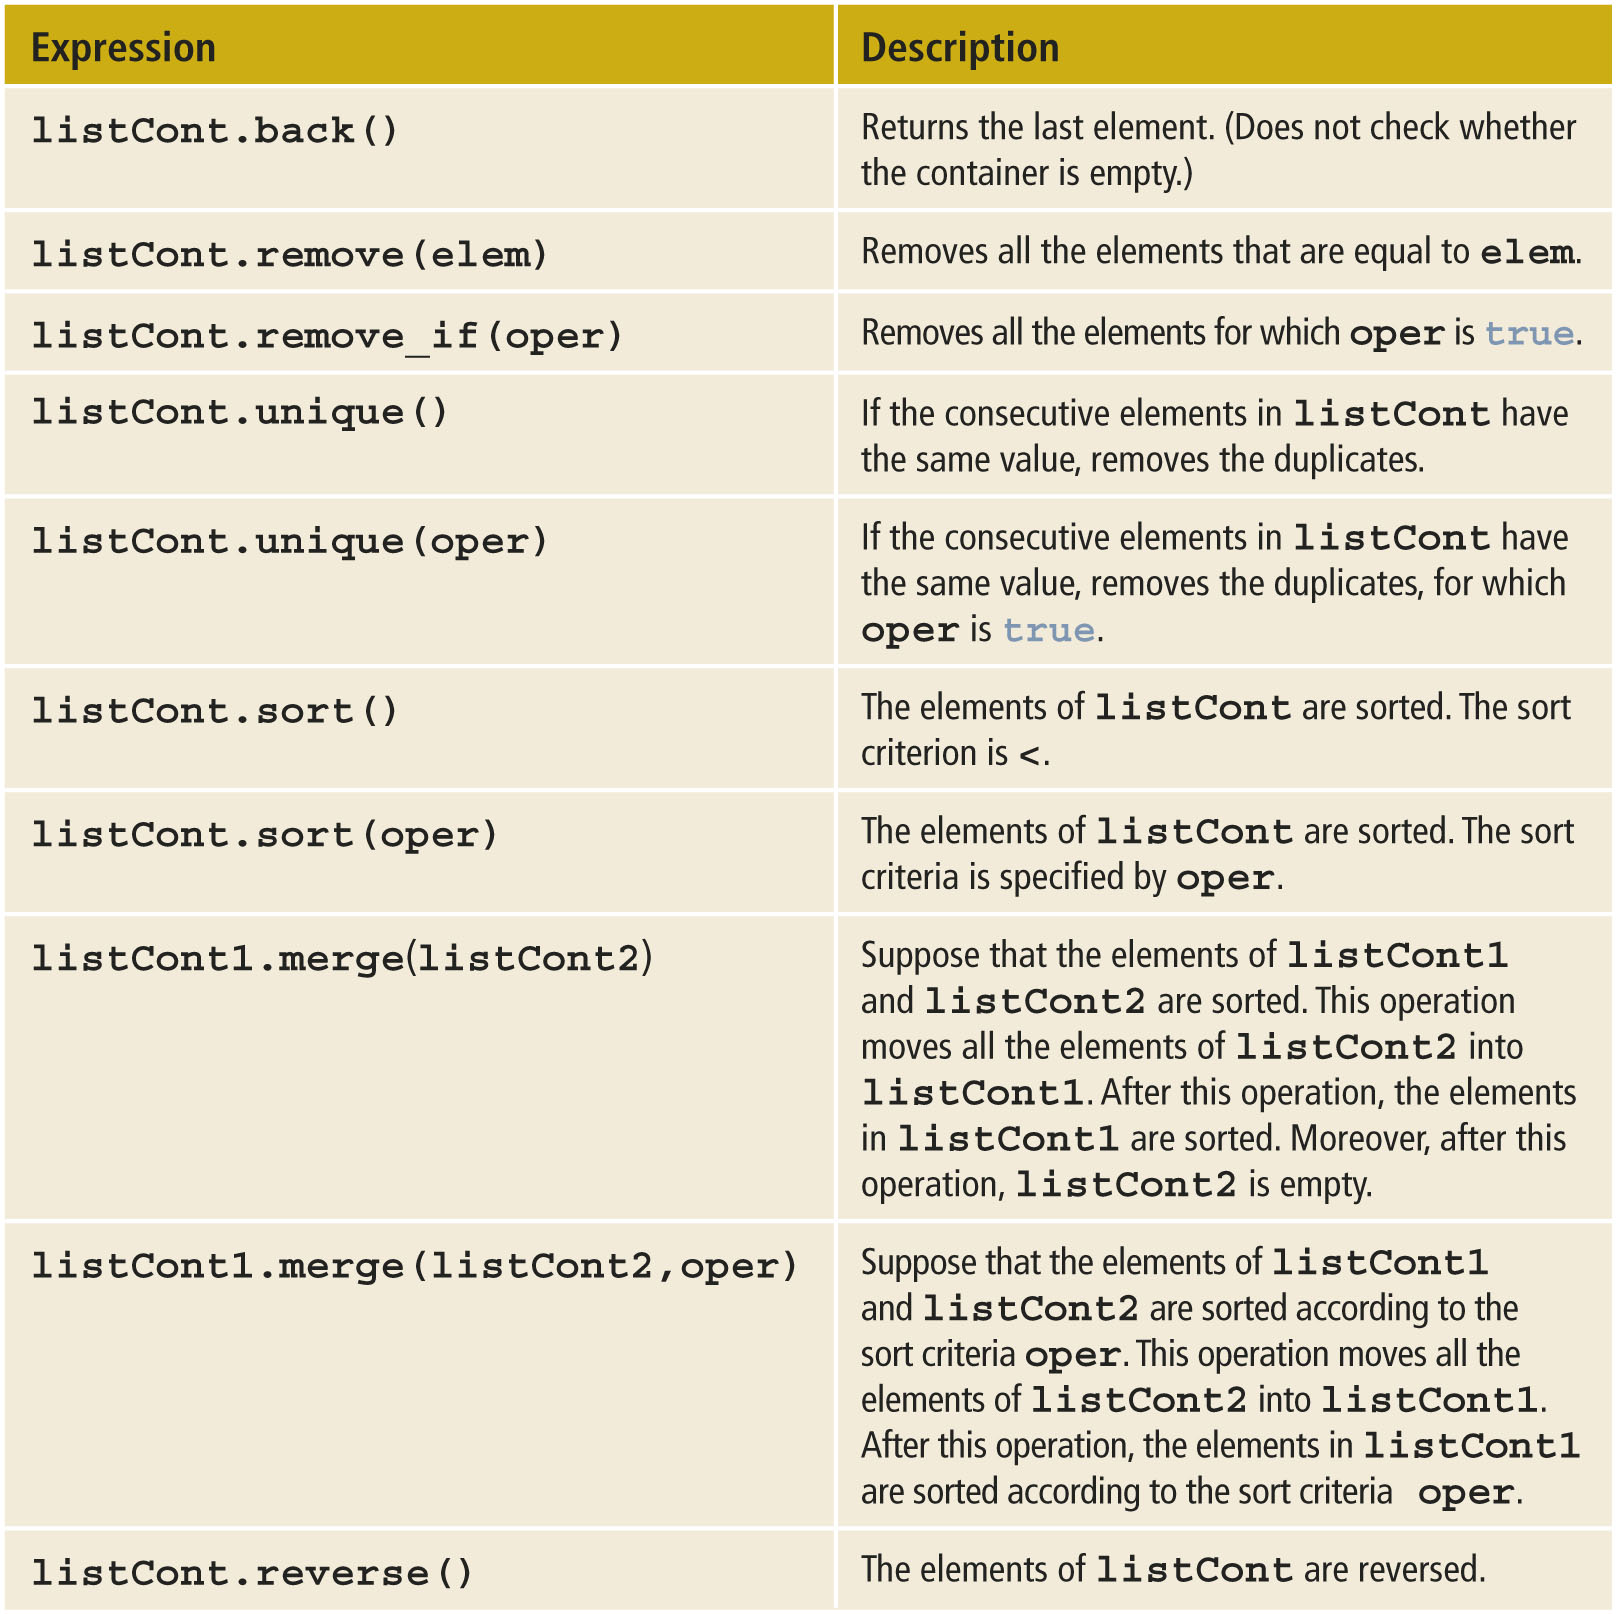 Expression Description
listCont.back() Returns the last element. (Does not check whether
the container is empty.)
listCont.remove(elem) Removes all the elements that are equal to elem.
listCont.remove_if(oper) Removes all the elements for which oper is true.
listCont.unique() If the consecutive elements in listCont have
the same value, removes the duplicates.
listCont.unique(oper) If the consecutive elements in listCont have
the same value, removes the duplicates, for which
oper is true.
listCont.sort() The elements of listCont are sorted. The sort
criterion is <.
listCont.sort(oper) The elements of listCont are sorted. The sort
criteria is specified by oper.
listCont1.merge(listCont2) Suppose that the elements of listCont1
and listCont2 are sorted. This operation
moves all the elements of listCont2 into
listCont1. After this operation, the elements
in listCont1 are sorted. Moreover, after this
operation, listCont2 is empty.
listCont1.merge(listCont2,oper) Suppose that the elements of listCont1
and listCont2 are sorted according to the
sort criteria oper. This operation moves all the
elements of listCont2 into listCont1.
After this operation, the elements in listCont1
are sorted according to the sort criteria oper.
listCont.reverse() The elements of listCont are reversed.